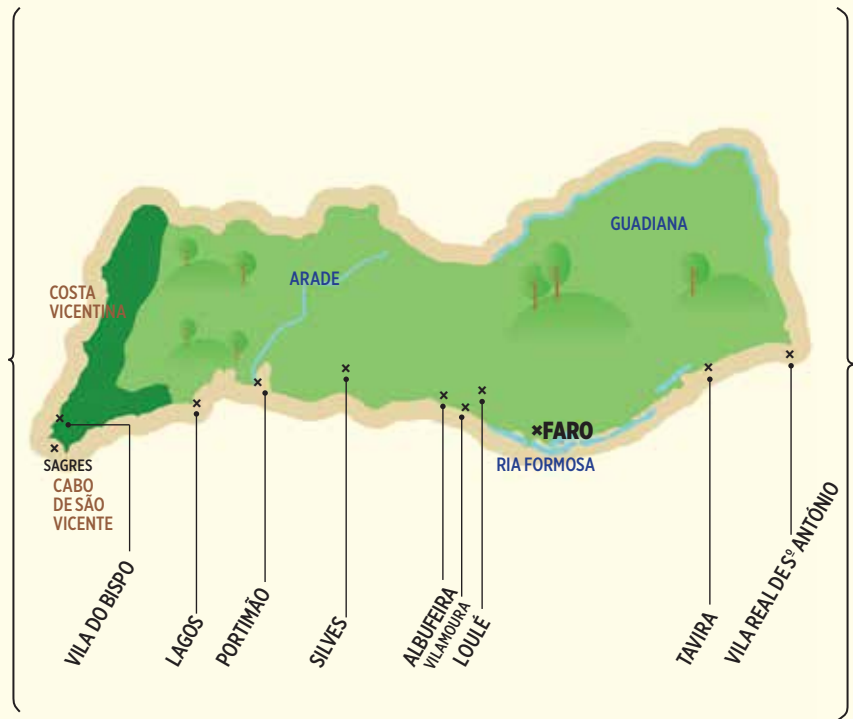 GUADIANA
ARADE
COSTA
VICENTINA
FARO
RIA FORMOSA
SAGRES
CABO
DE SÃO
VICENTE
VILA DO BISPO
LAGOS
PORTIMÃO
SILVES
ALBUFEIRA
VILAMOURA
LOULÉ
TAVIRA
VILA REAL DE Sº ANTÓNIO